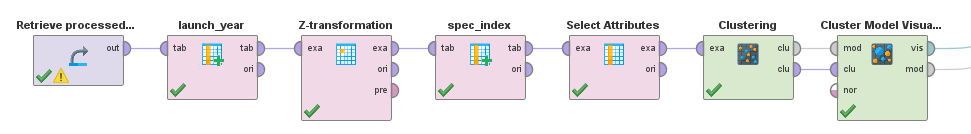 Retrieve processed...
launch_year
Z-transformation
spec_index
Select Attributes
Clustering
Cluster Model Visua...
out
tab
tab
ori
exa
exa
ori
pre
tab
tab
ori
exa
exa
ori
exa
clu
clu
mod
vis
clu
mod
nor